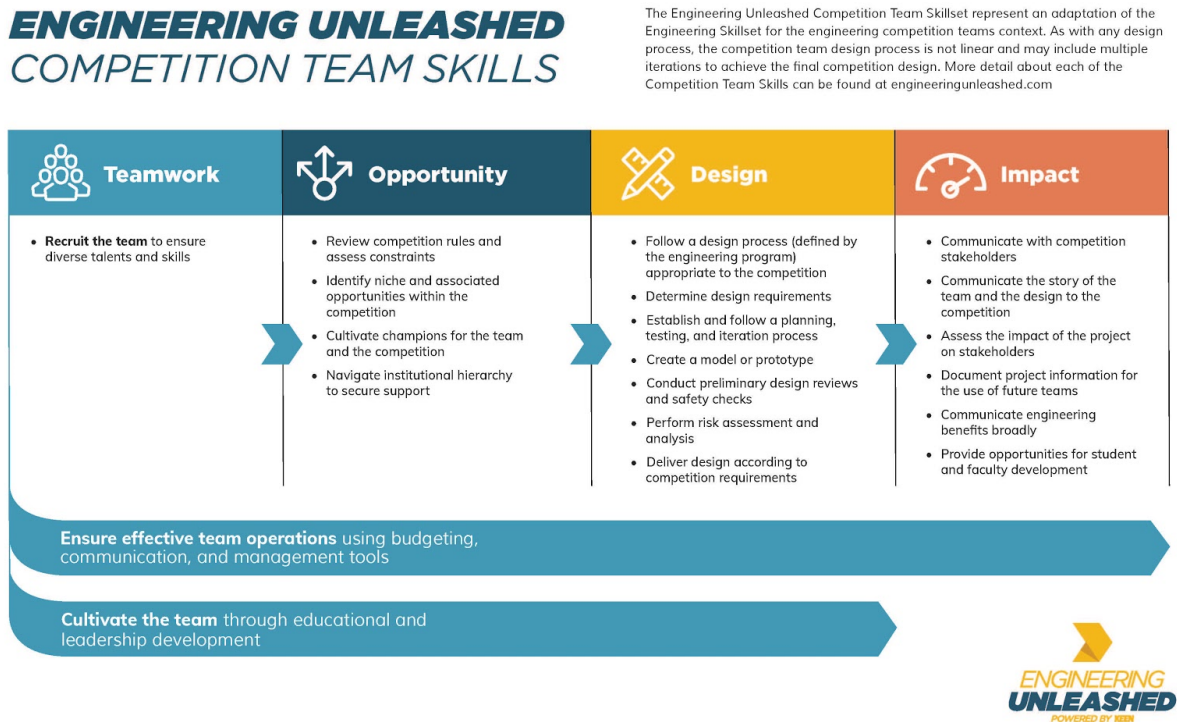 ENGINEERING UNLEASHED
COMPETITION TEAM SKILLS
The Engineering Unleashed Competition Team Skillset represent an adaptation of the
Engineering Skillset for the engineering competition teams context. As with any design
process, the competition team design process is not linear and may include multiple
iterations to achieve the final competition design. More detail about each of the
Competition Team Skills can be found at engineeringunleashed.com
Teamwork
• Recruit the team to ensure
diverse talents and skills
Opportunity
• Review competition rules and
assess constraints
• Identify niche and associated
opportunities within the
competition
• Cultivate champions for the team
and the competition
• Navigate institutional hierarchy
to secure support
Design
• Follow a design process (defined by
the engineering program)
appropriate to the competition
• Determine design requirements
• Establish and follow a planning,
testing, and iteration process
• Create a model or prototype
• Conduct preliminary design reviews
and safety checks
• Perform risk assessment and
analysis
• Deliver design according to
competition requirements
Impact
• Communicate with competition
stakeholders
• Communicate the story of the
team and the design to the
competition
• Assess the impact of the project
on stakeholders
• Document project information for
the use of future teams
• Communicate engineering
benefits broadly
• Provide opportunities for student
and faculty development
Ensure effective team operations using budgeting,
communication, and management tools
Cultivate the team through educational and
leadership development
ENGINEERING
UNLEASHED
POWERED BY KEEN